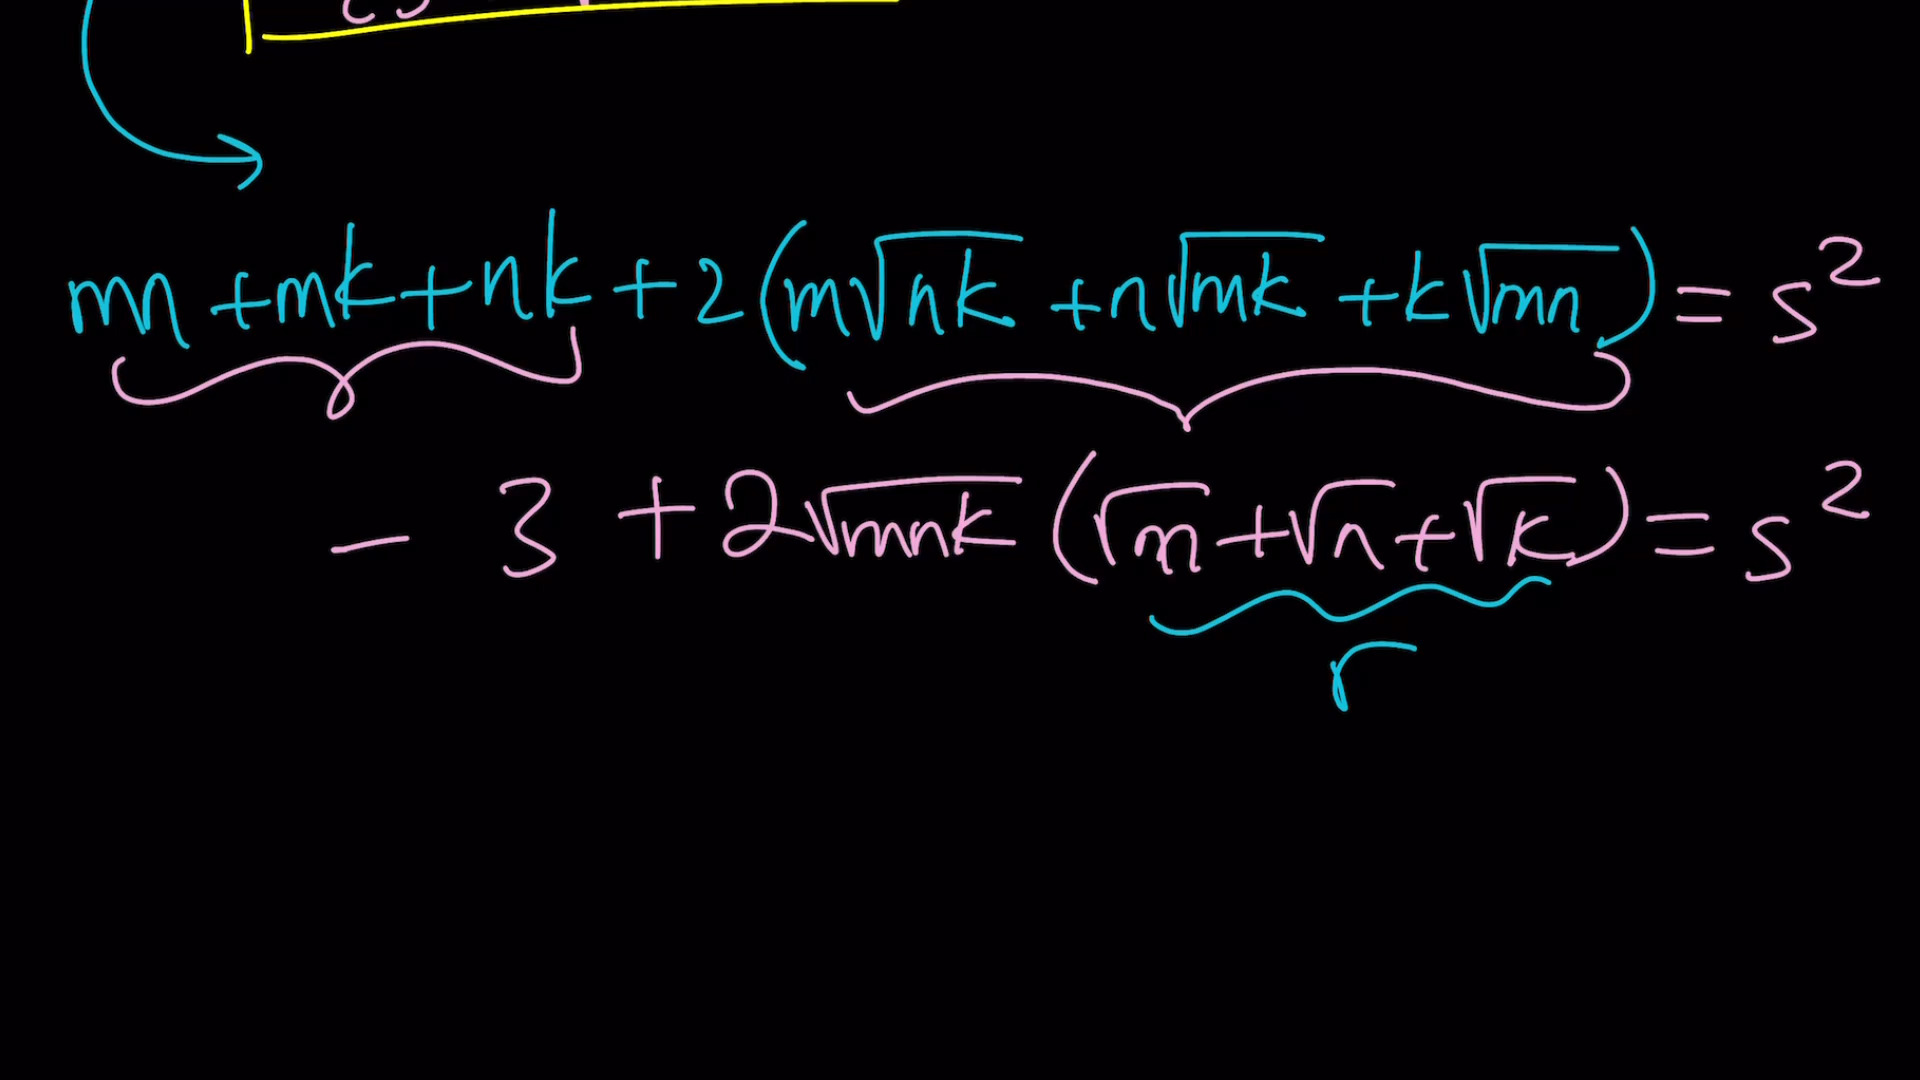 mn + mk + nk + 2(m√nk + n√mk + k√mn) = s²
- 3 + 2√mnk (√m + √n + √k) = s²
r